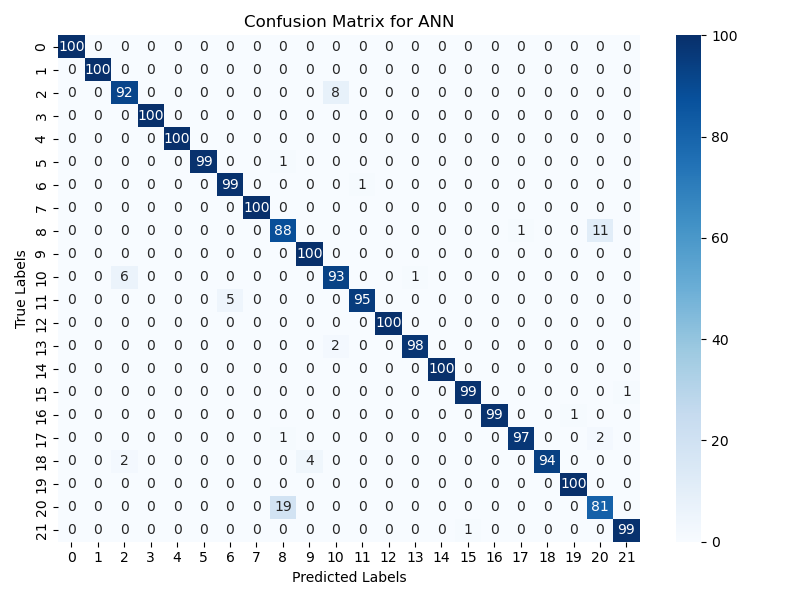 Confusion Matrix for ANN
0 100 0 0 0 0 0 0 0 0 0 0 0 0 0 0 0 0 0 0 0 0 0
1 0 100 0 0 0 0 0 0 0 0 0 0 0 0 0 0 0 0 0 0 0 0
2 0 0 92 0 0 0 0 0 0 0 8 0 0 0 0 0 0 0 0 0 0 0
3 0 0 0 100 0 0 0 0 0 0 0 0 0 0 0 0 0 0 0 0 0 0
4 0 0 0 0 100 0 0 0 0 0 0 0 0 0 0 0 0 0 0 0 0 0
5 0 0 0 0 0 99 0 0 1 0 0 0 0 0 0 0 0 0 0 0 0 0
6 0 0 0 0 0 0 99 0 0 0 0 1 0 0 0 0 0 0 0 0 0 0
7 0 0 0 0 0 0 0 100 0 0 0 0 0 0 0 0 0 0 0 0 0 0
8 0 0 0 0 0 0 0 0 88 0 0 0 0 0 0 0 0 1 0 0 11 0
9 0 0 0 0 0 0 0 0 0 100 0 0 0 0 0 0 0 0 0 0 0 0
10 0 0 6 0 0 0 0 0 0 0 93 0 0 1 0 0 0 0 0 0 0 0
11 0 0 0 0 0 0 5 0 0 0 0 95 0 0 0 0 0 0 0 0 0 0
12 0 0 0 0 0 0 0 0 0 0 0 0 100 0 0 0 0 0 0 0 0 0
13 0 0 0 0 0 0 0 0 0 0 2 0 0 98 0 0 0 0 0 0 0 0
14 0 0 0 0 0 0 0 0 0 0 0 0 0 0 100 0 0 0 0 0 0 0
15 0 0 0 0 0 0 0 0 0 0 0 0 0 0 0 99 0 0 0 0 0 1
16 0 0 0 0 0 0 0 0 0 0 0 0 0 0 0 0 99 0 0 1 0 0
17 0 0 0 0 0 0 0 0 1 0 0 0 0 0 0 0 0 97 0 0 2 0
18 0 0 2 0 0 0 0 0 0 4 0 0 0 0 0 0 0 0 94 0 0 0
19 0 0 0 0 0 0 0 0 0 0 0 0 0 0 0 0 0 0 0 100 0 0
20 0 0 0 0 0 0 0 0 19 0 0 0 0 0 0 0 0 0 0 0 81 0
21 0 0 0 0 0 0 0 0 0 0 0 0 0 0 0 1 0 0 0 0 0 99
0 1 2 3 4 5 6 7 8 9 10 11 12 13 14 15 16 17 18 19 20 21
Predicted Labels
True Labels
100
80
60
40
20
0